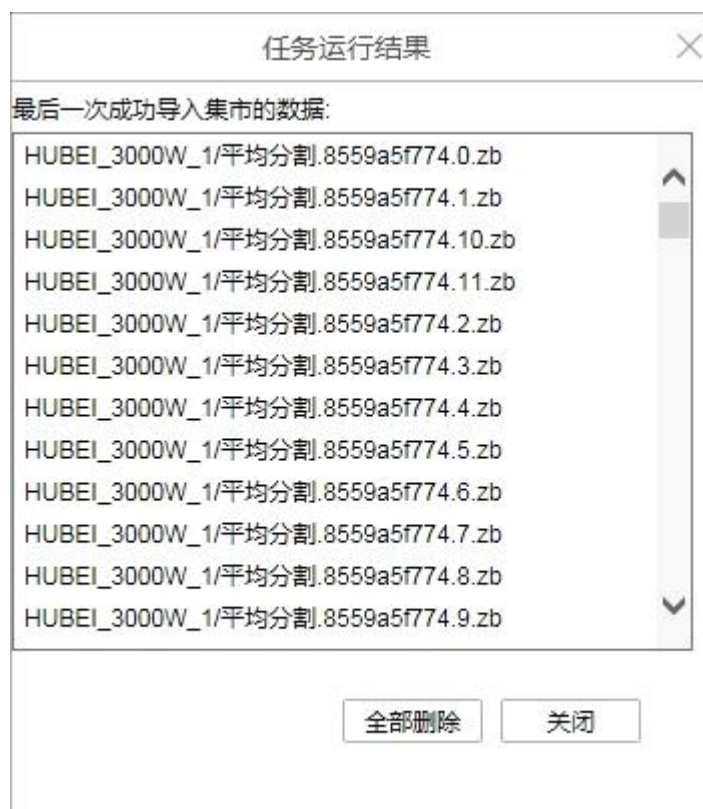 任务运行结果
最后一次成功导入集市的数据:
HUBEI_3000W_1/平均分割.8559a5f774.0.zb
HUBEI_3000W_1/平均分割.8559a5f774.1.zb
HUBEI_3000W_1/平均分割.8559a5f774.10.zb
HUBEI_3000W_1/平均分割.8559a5f774.11.zb
HUBEI_3000W_1/平均分割.8559a5f774.2.zb
HUBEI_3000W_1/平均分割.8559a5f774.3.zb
HUBEI_3000W_1/平均分割.8559a5f774.4.zb
HUBEI_3000W_1/平均分割.8559a5f774.5.zb
HUBEI_3000W_1/平均分割.8559a5f774.6.zb
HUBEI_3000W_1/平均分割.8559a5f774.7.zb
HUBEI_3000W_1/平均分割.8559a5f774.8.zb
HUBEI_3000W_1/平均分割.8559a5f774.9.zb
全部删除 关闭